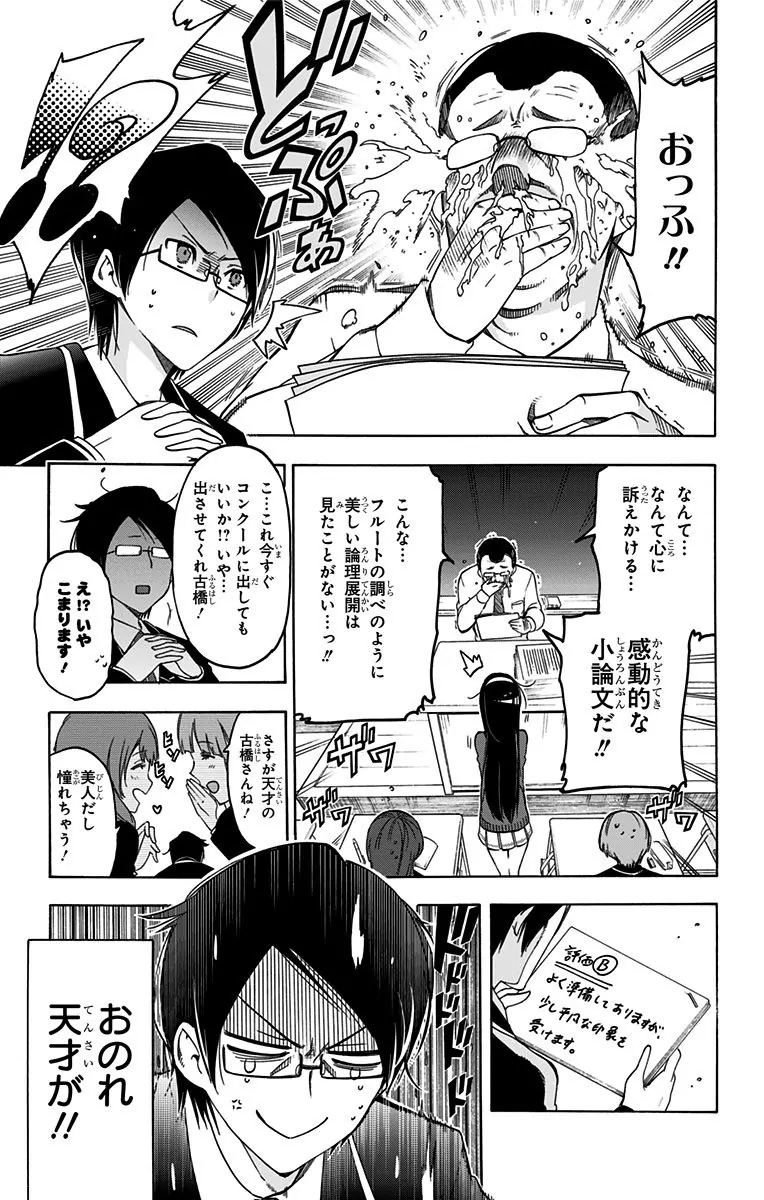 おっふ!!
どぷぁ
なんて…
なんて心に
訴えかける…
感動的な
小論文だ!!
こんな…
フルートの調べのように
美しい論理展開は
見たことがない…っ!!
ザワ
ザワ
こ…これ今すぐ
コンクールに出しても
いいか!?いや…
出させてくれ古橋!
え!?いや
こまります!
さすが天才の
古橋さんね!
美人だし
憧れちゃう!
評価Ⓑ
よく準備してありますが、
少し平凡な印象を
受けます。
ドドドド
おのれ
天才が!!